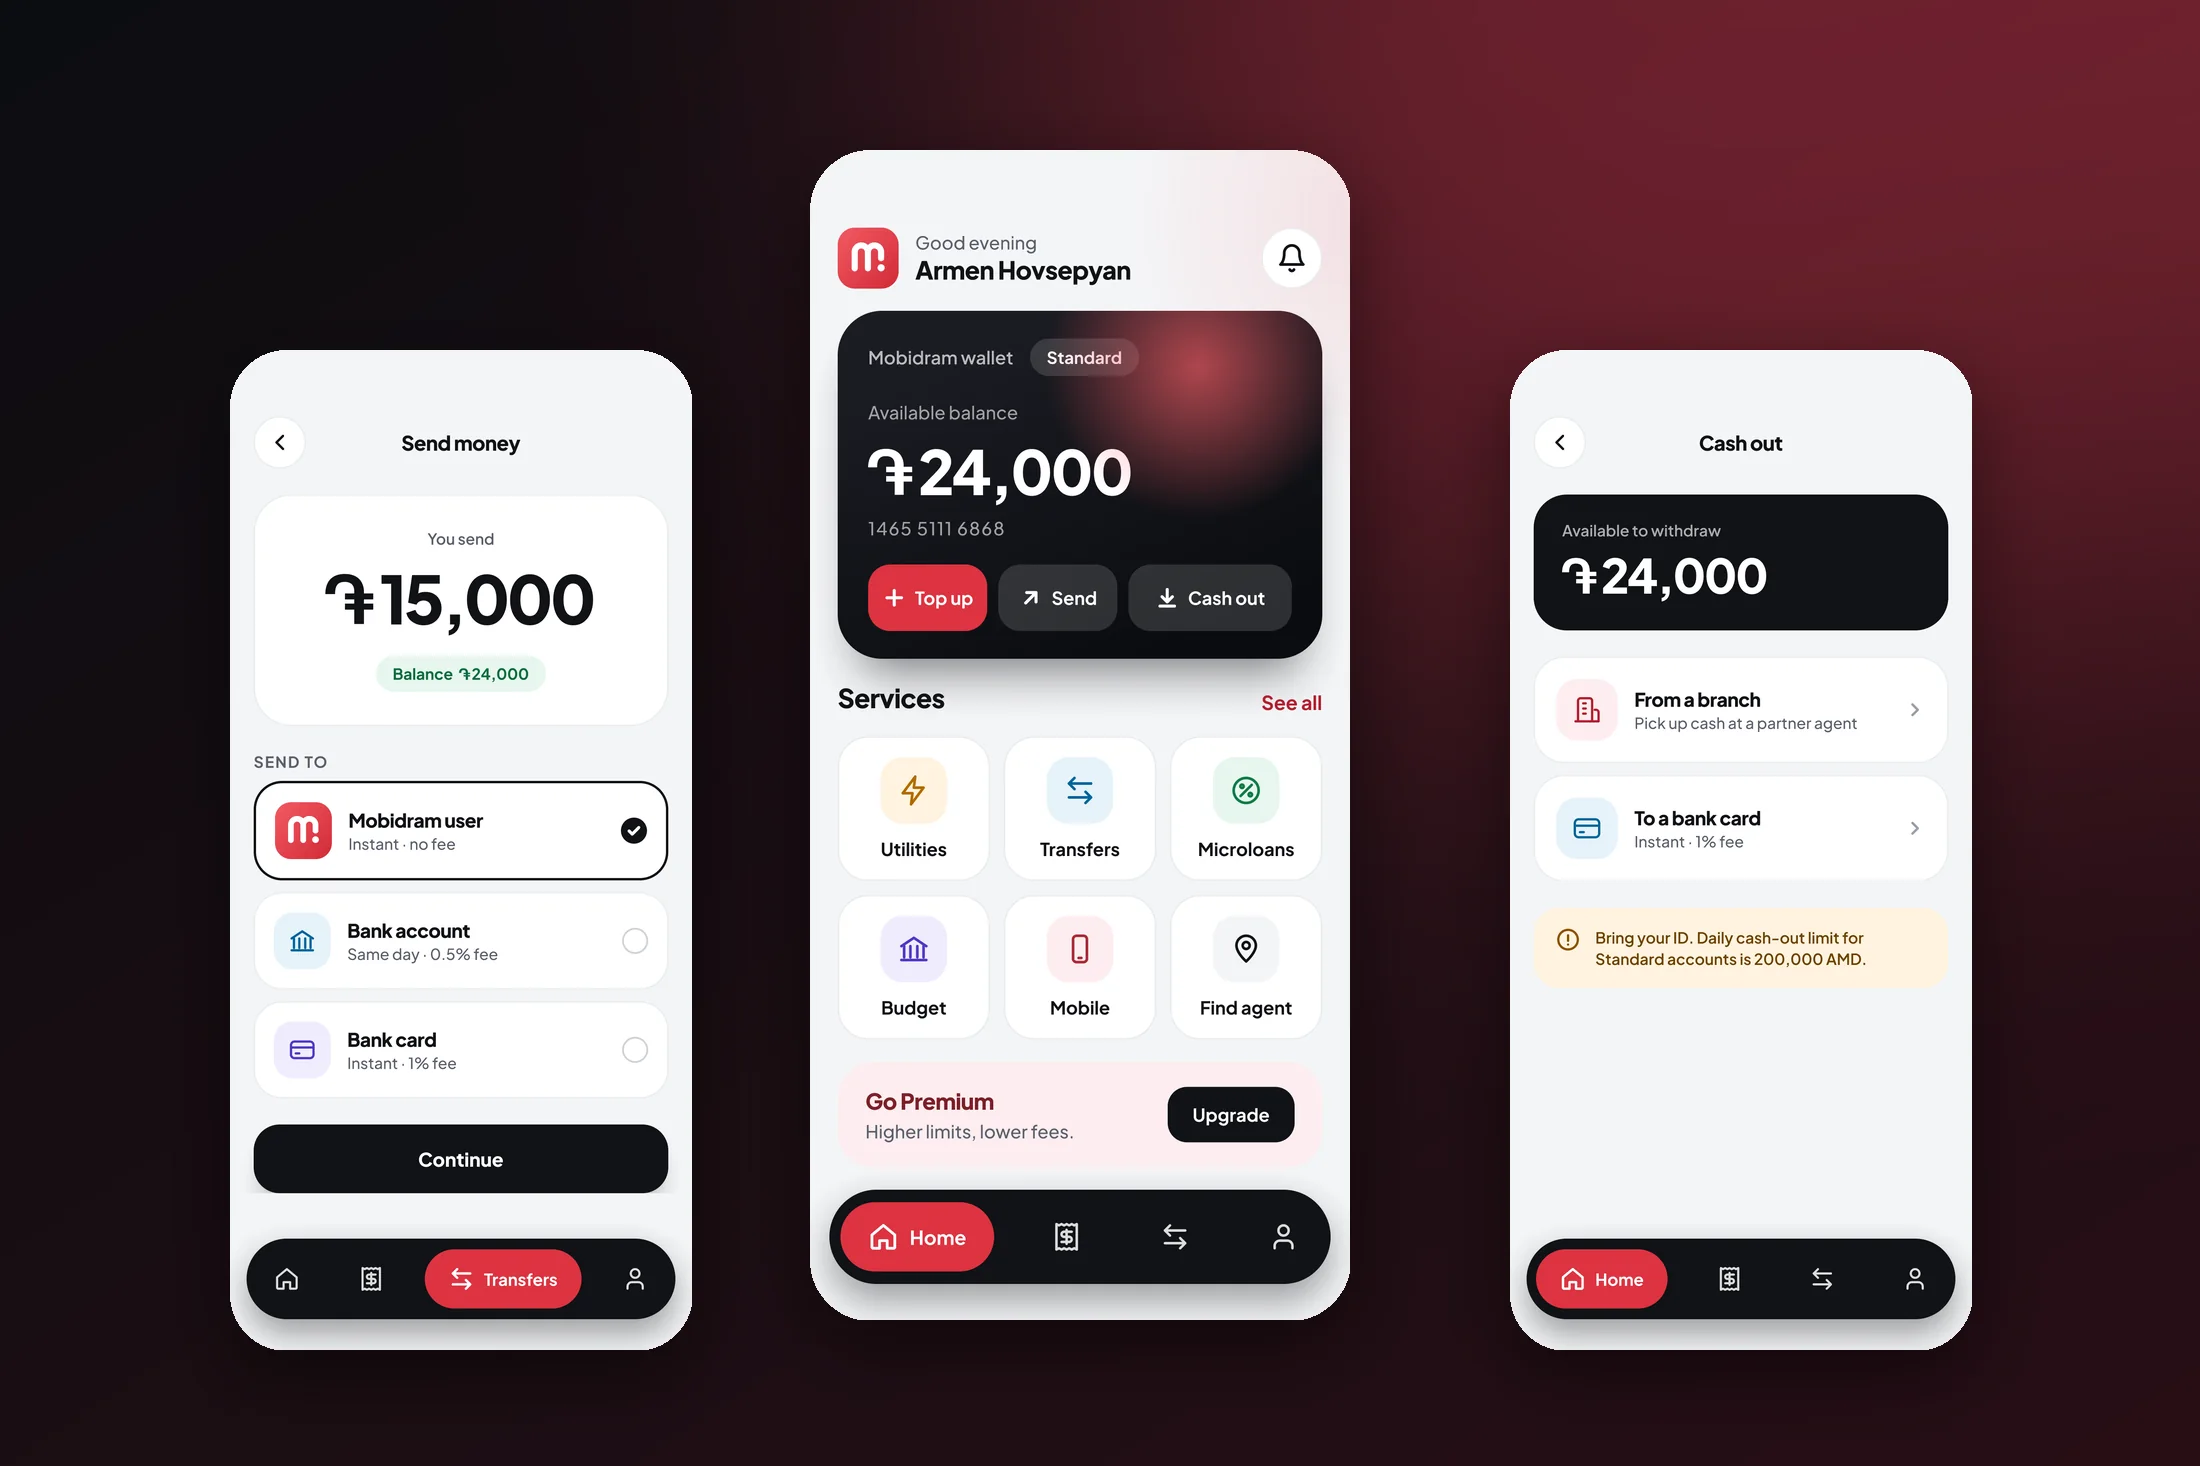 Send money
You send
֏15,000
Balance ֏24,000
SEND TO
m.
Mobidram user
Instant · no fee
Bank account
Same day · 0.5% fee
Bank card
Instant · 1% fee
Continue
Transfers
m.
Good evening
Armen Hovsepyan
Mobidram wallet
Standard
Available balance
֏24,000
1465 5111 6868
Top up
Send
Cash out
Services
See all
Utilities
Transfers
Microloans
Budget
Mobile
Find agent
Go Premium
Higher limits, lower fees.
Upgrade
Home
Cash out
Available to withdraw
֏24,000
From a branch
Pick up cash at a partner agent
To a bank card
Instant · 1% fee
Bring your ID. Daily cash-out limit for
Standard accounts is 200,000 AMD.
Home